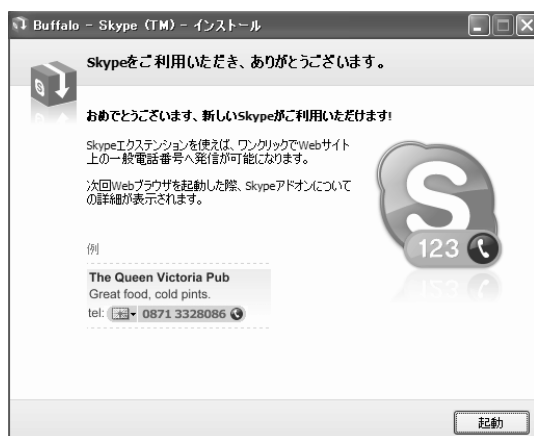 Buffalo - Skype (TM) - インストール
Skypeをご利用いただき、ありがとうございます。
おめでとうございます、新しいSkypeがご利用いただけます!
Skypeエクステンションを使えば、ワンクリックでWebサイト
上の一般電話番号へ発信が可能になります。
次回Webブラウザを起動した際、Skypeアドオンについて
の詳細が表示されます。
例
The Queen Victoria Pub
Great food, cold pints.
tel: 0871 3328086
S
123
起動